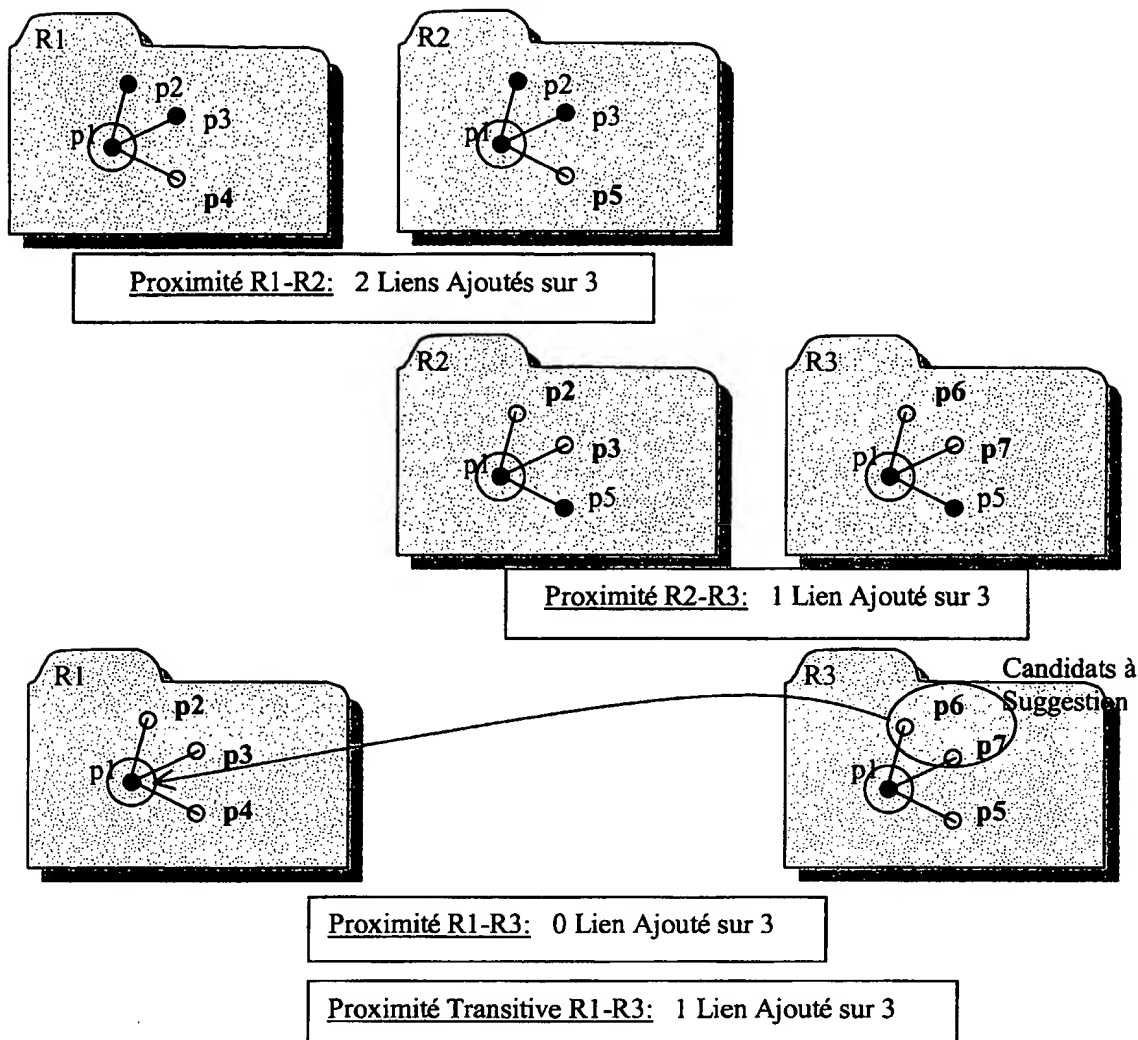 R1
p2
p3
p1
p4
R2
p2
p3
p1
p5
Proximité R1-R2: 2 Liens Ajoutés sur 3
R2
p2
p3
p1
p5
R3
p6
p7
p1
p5
Proximité R2-R3: 1 Lien Ajouté sur 3
R1
p2
p3
p1
p4
R3
Candidats à
Suggestion
p6
p7
p1
p5
Proximité R1-R3: 0 Lien Ajouté sur 3
Proximité Transitive R1-R3: 1 Lien Ajouté sur 3